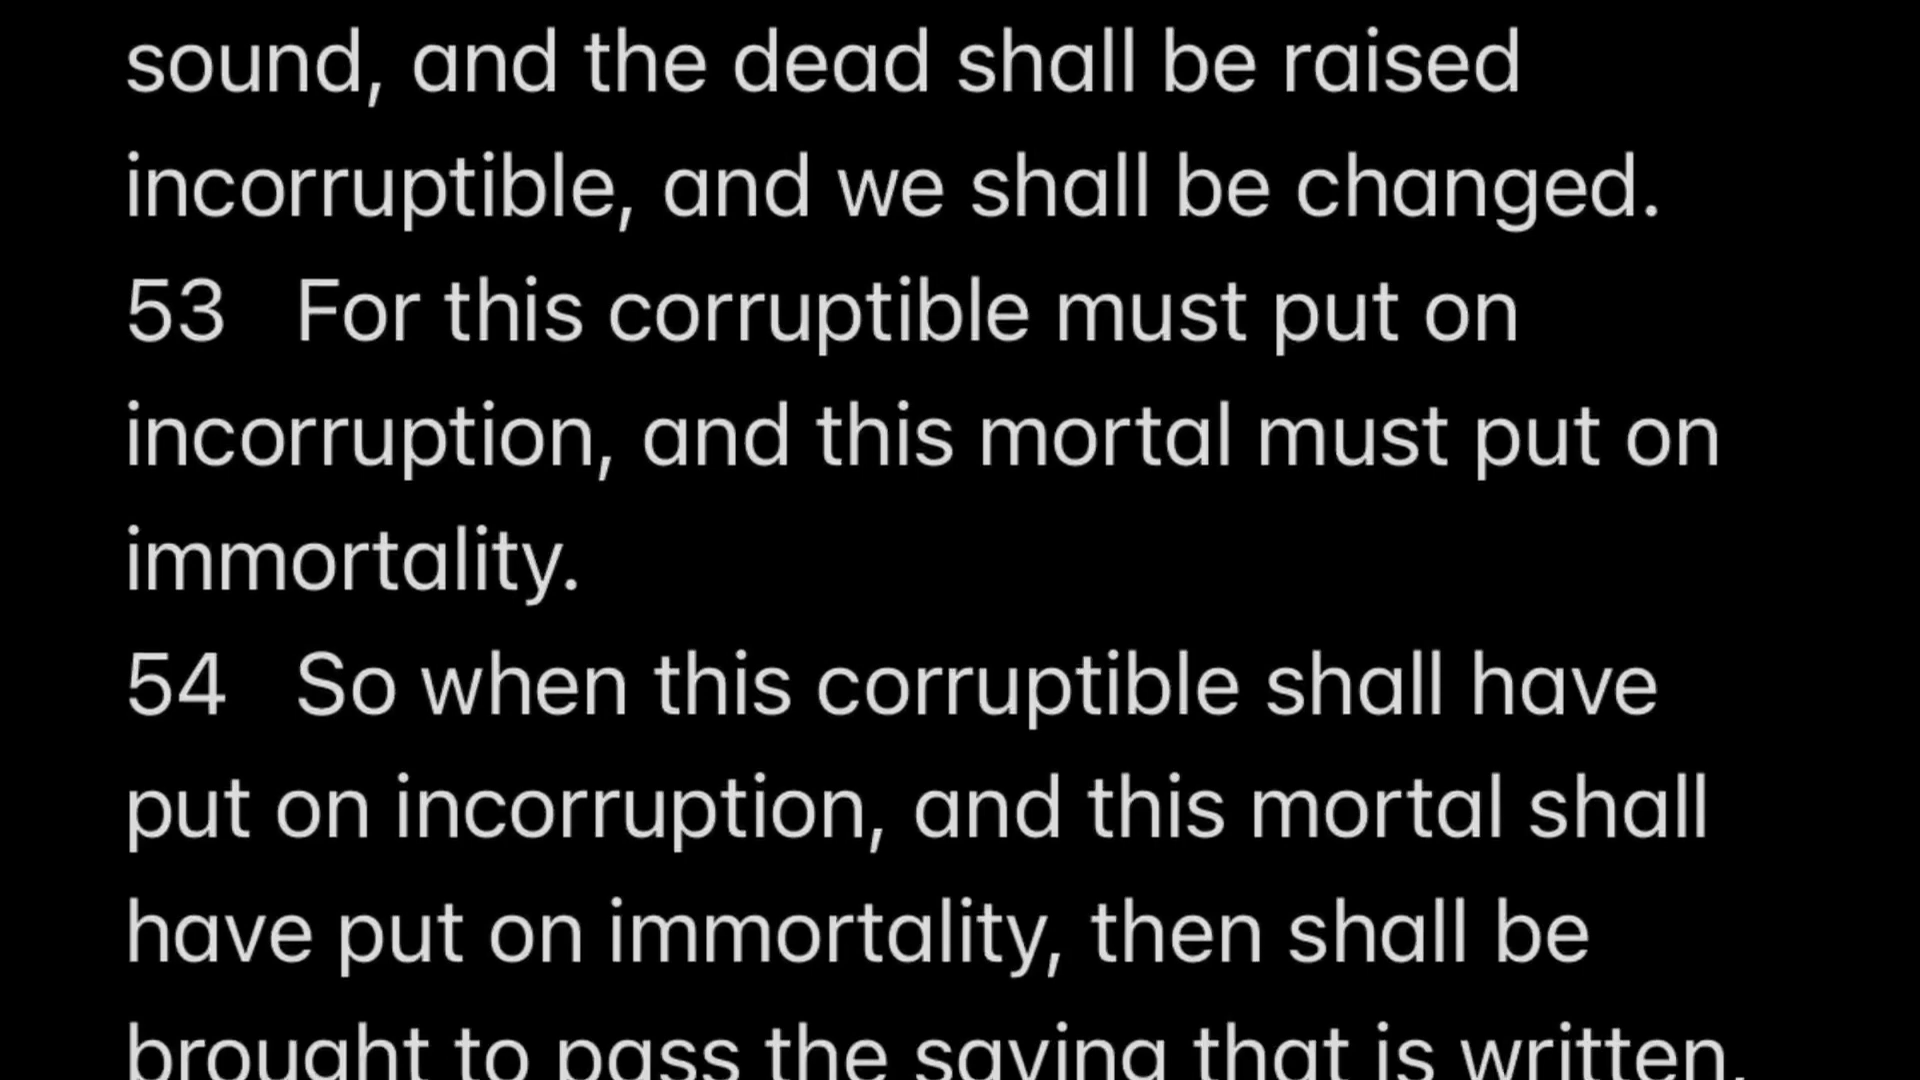 sound, and the dead shall be raised
incorruptible, and we shall be changed.
53 For this corruptible must put on
incorruption, and this mortal must put on
immortality.
54 So when this corruptible shall have
put on incorruption, and this mortal shall
have put on immortality, then shall be
brought to pass the saying that is written,